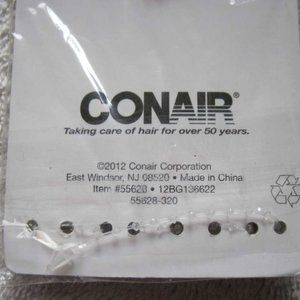 CONAIR®
Taking care of hair for over 50 years.
©2012 Conair Corporation
East Windsor, NJ 08520 • Made in China
Item #55628 • 12BG136622
55628-320